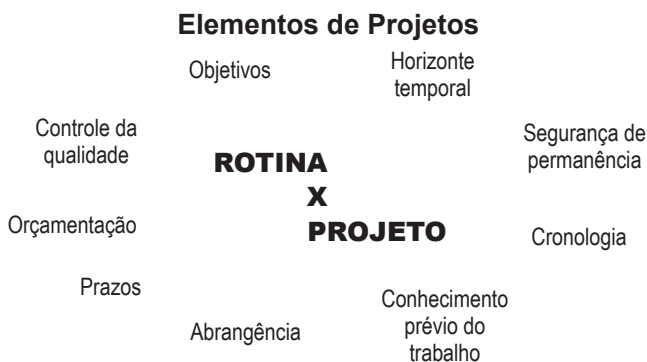 Elementos de Projetos
Objetivos
Horizonte
temporal
Controle da
qualidade
Segurança de
permanência
ROTINA
X
PROJETO
Orçamentação
Cronologia
Prazos
Conhecimento
prévio do
trabalho
Abrangência